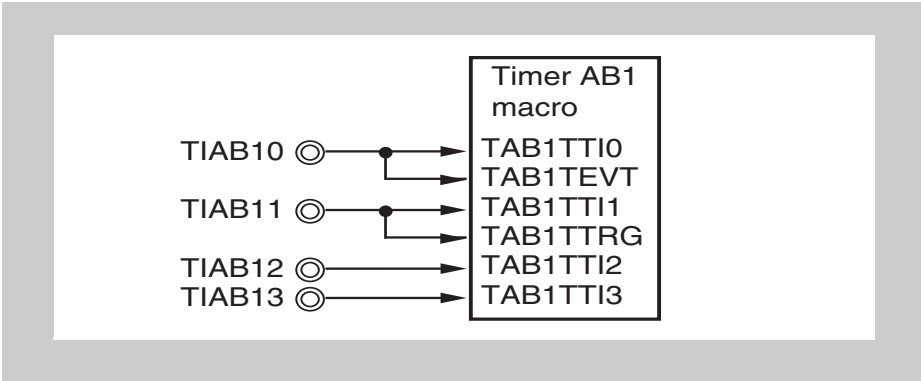 Timer AB1
macro
TIAB10 TAB1TTI0
TAB1TEVT
TIAB11 TAB1TTI1
TAB1TTRG
TIAB12 TAB1TTI2
TIAB13 TAB1TTI3